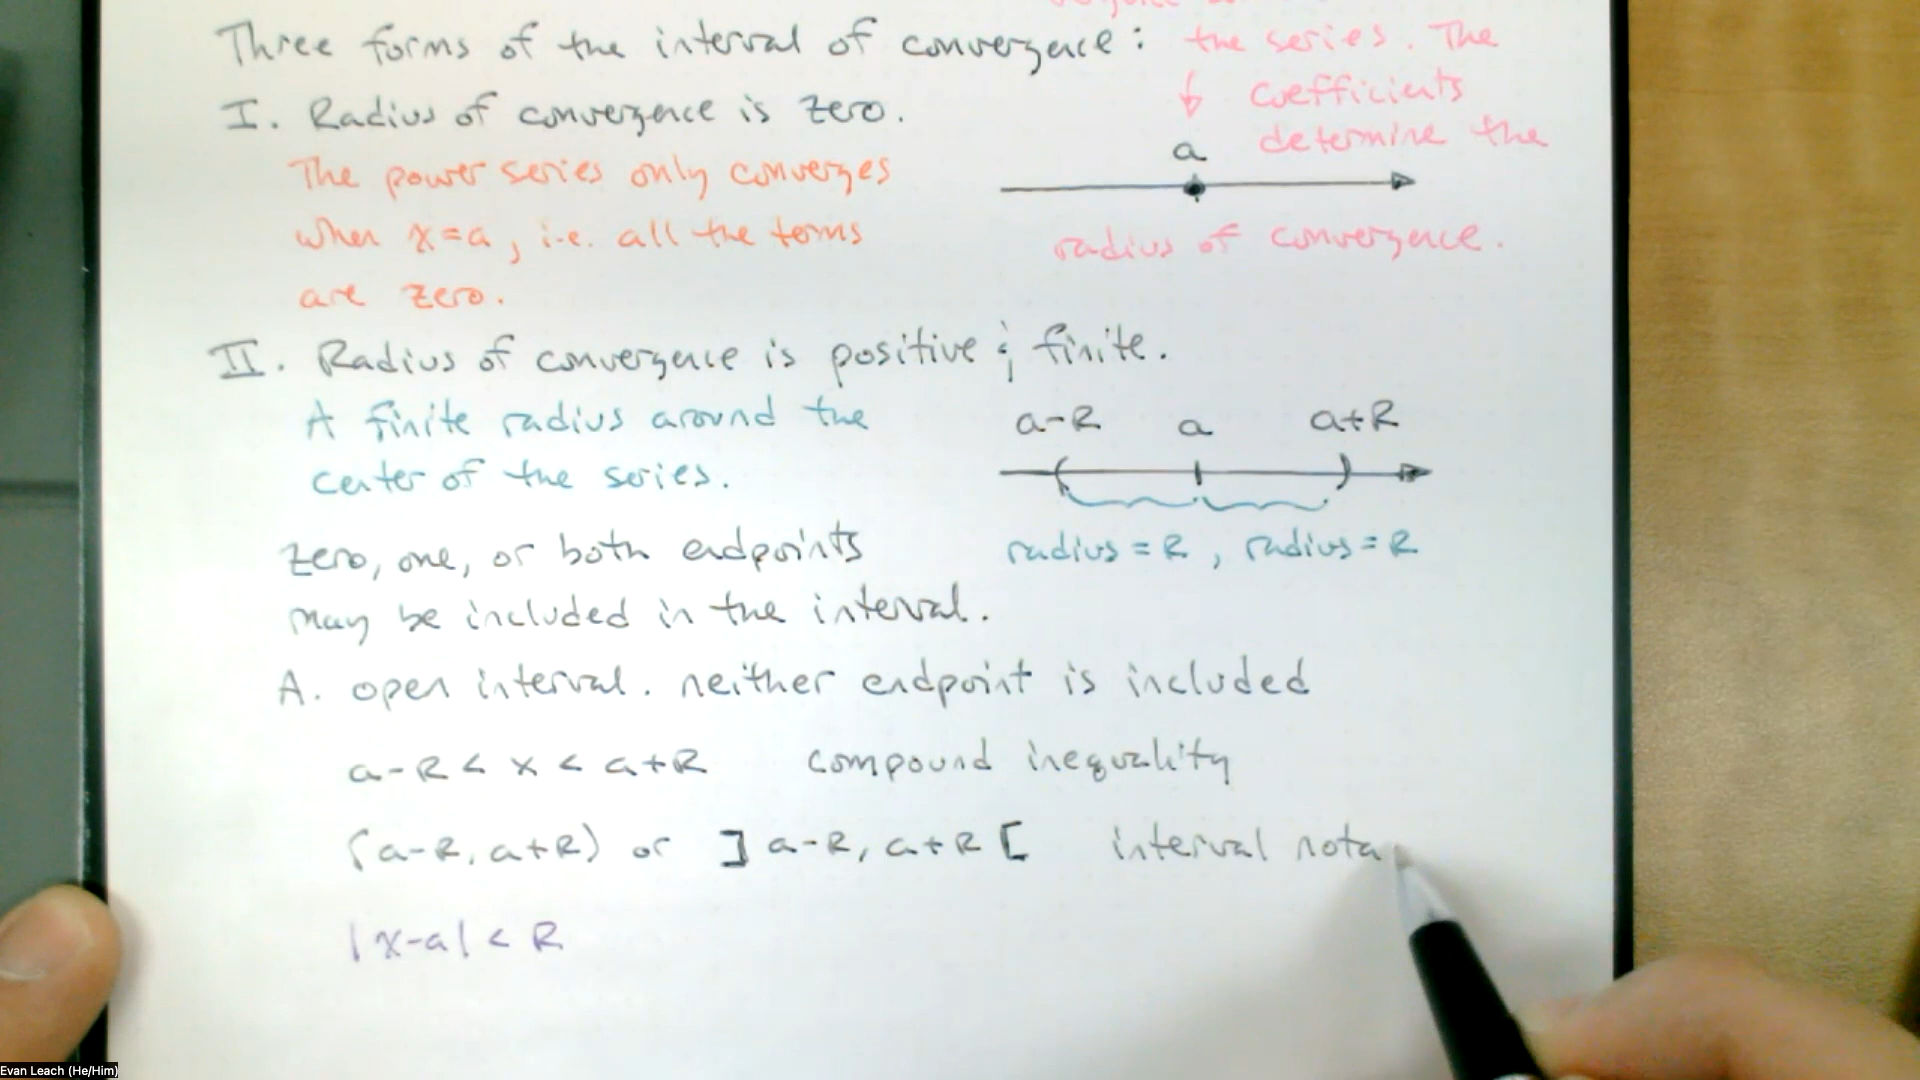 Three forms of the interval of convergence:
the series. The
coefficients
determine the
I. Radius of convergence is zero.
a
The power series only converges
when x=a, i.e. all the terms
are zero.
radius of convergence.
II. Radius of convergence is positive & finite.
A finite radius around the
center of the series.
a-R a a+R
radius = R, radius = R
zero, one, or both endpoints
may be included in the interval.
A. open interval. neither endpoint is included
a-R < x < a+R compound inequality
(a-R, a+R) or ]a-R, a+R[ interval nota
|x-a| < R
Evan Leach (He/Him)